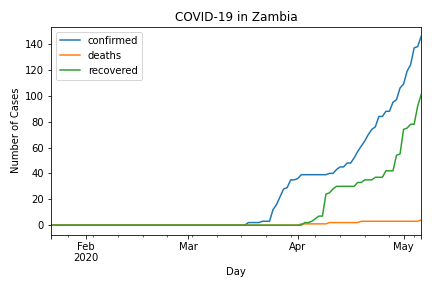 COVID-19 in Zambia
confirmed
deaths
recovered
Number of Cases
140
120
100
80
60
40
20
0
Feb
2020
Mar
Apr
May
Day